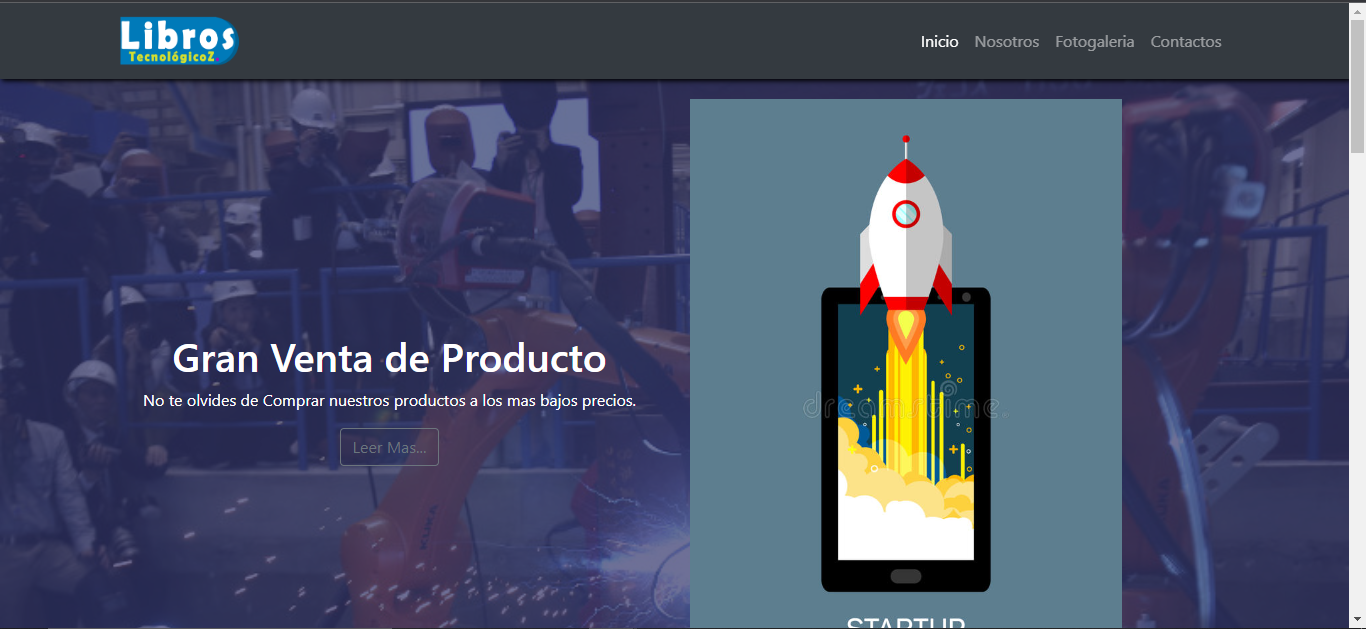 Libros
TecnológicoZ
Inicio Nosotros Fotogaleria Contactos
Gran Venta de Producto
No te olvides de Comprar nuestros productos a los mas bajos precios.
Leer Mas...
dreamstime.
STARTUP
KUKA